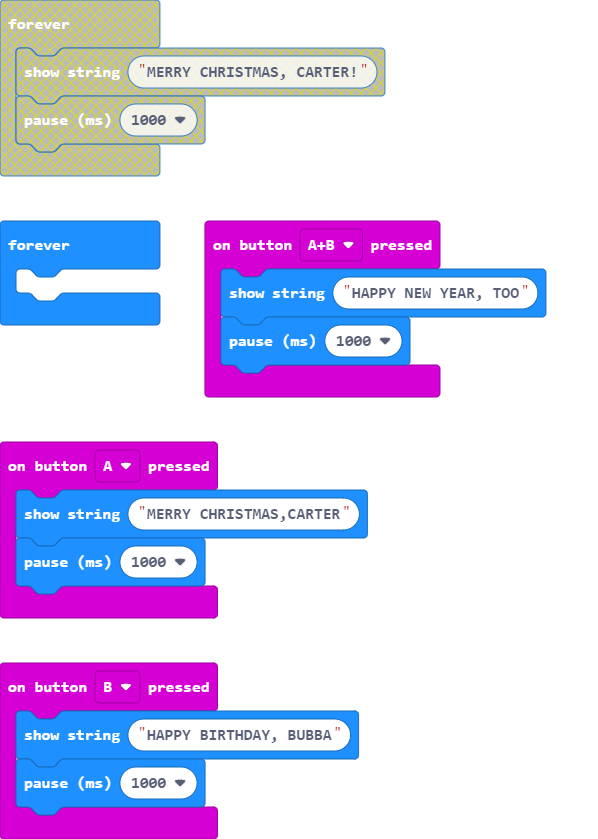 forever
show string "MERRY CHRISTMAS, CARTER!"
pause (ms) 1000
forever
on button A+B pressed
show string "HAPPY NEW YEAR, TOO"
pause (ms) 1000
on button A pressed
show string "MERRY CHRISTMAS,CARTER"
pause (ms) 1000
on button B pressed
show string "HAPPY BIRTHDAY, BUBBA"
pause (ms) 1000